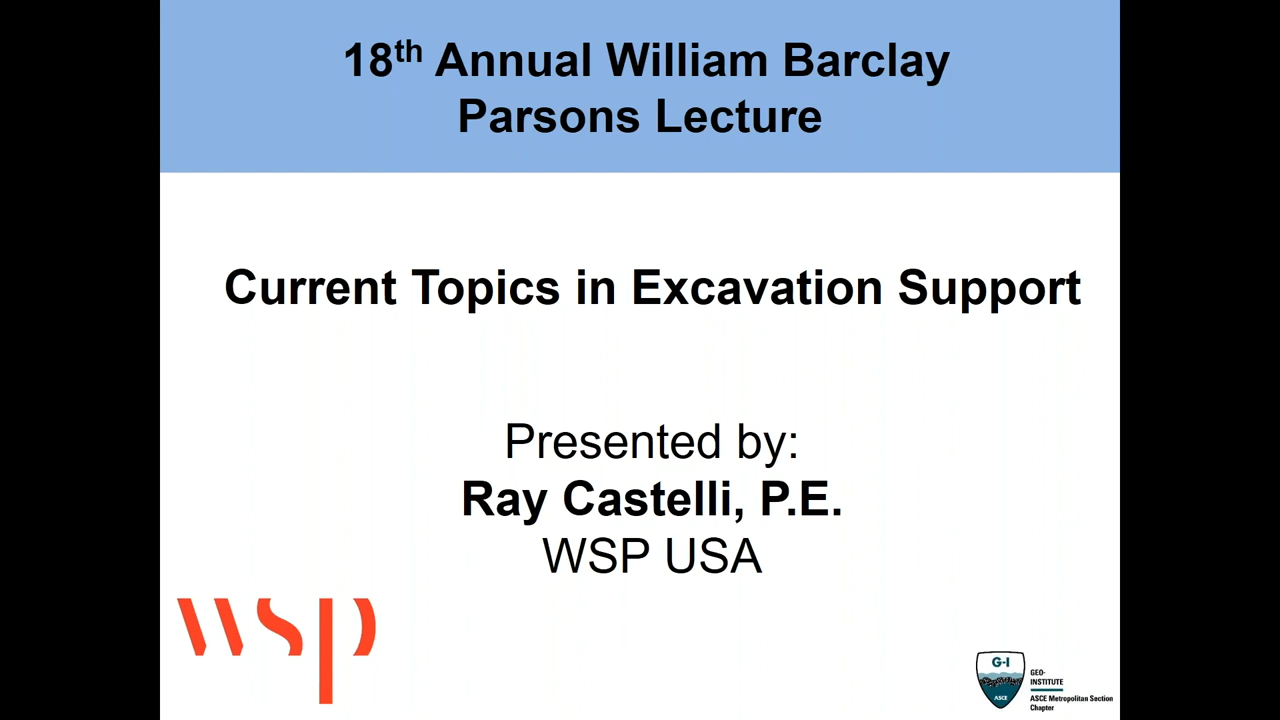 18th Annual William Barclay
Parsons Lecture
Current Topics in Excavation Support
Presented by:
Ray Castelli, P.E.
WSP USA
wsp
G-I
ASCE
GEO-
INSTITUTE
ASCE Metropolitan Section
Chapter